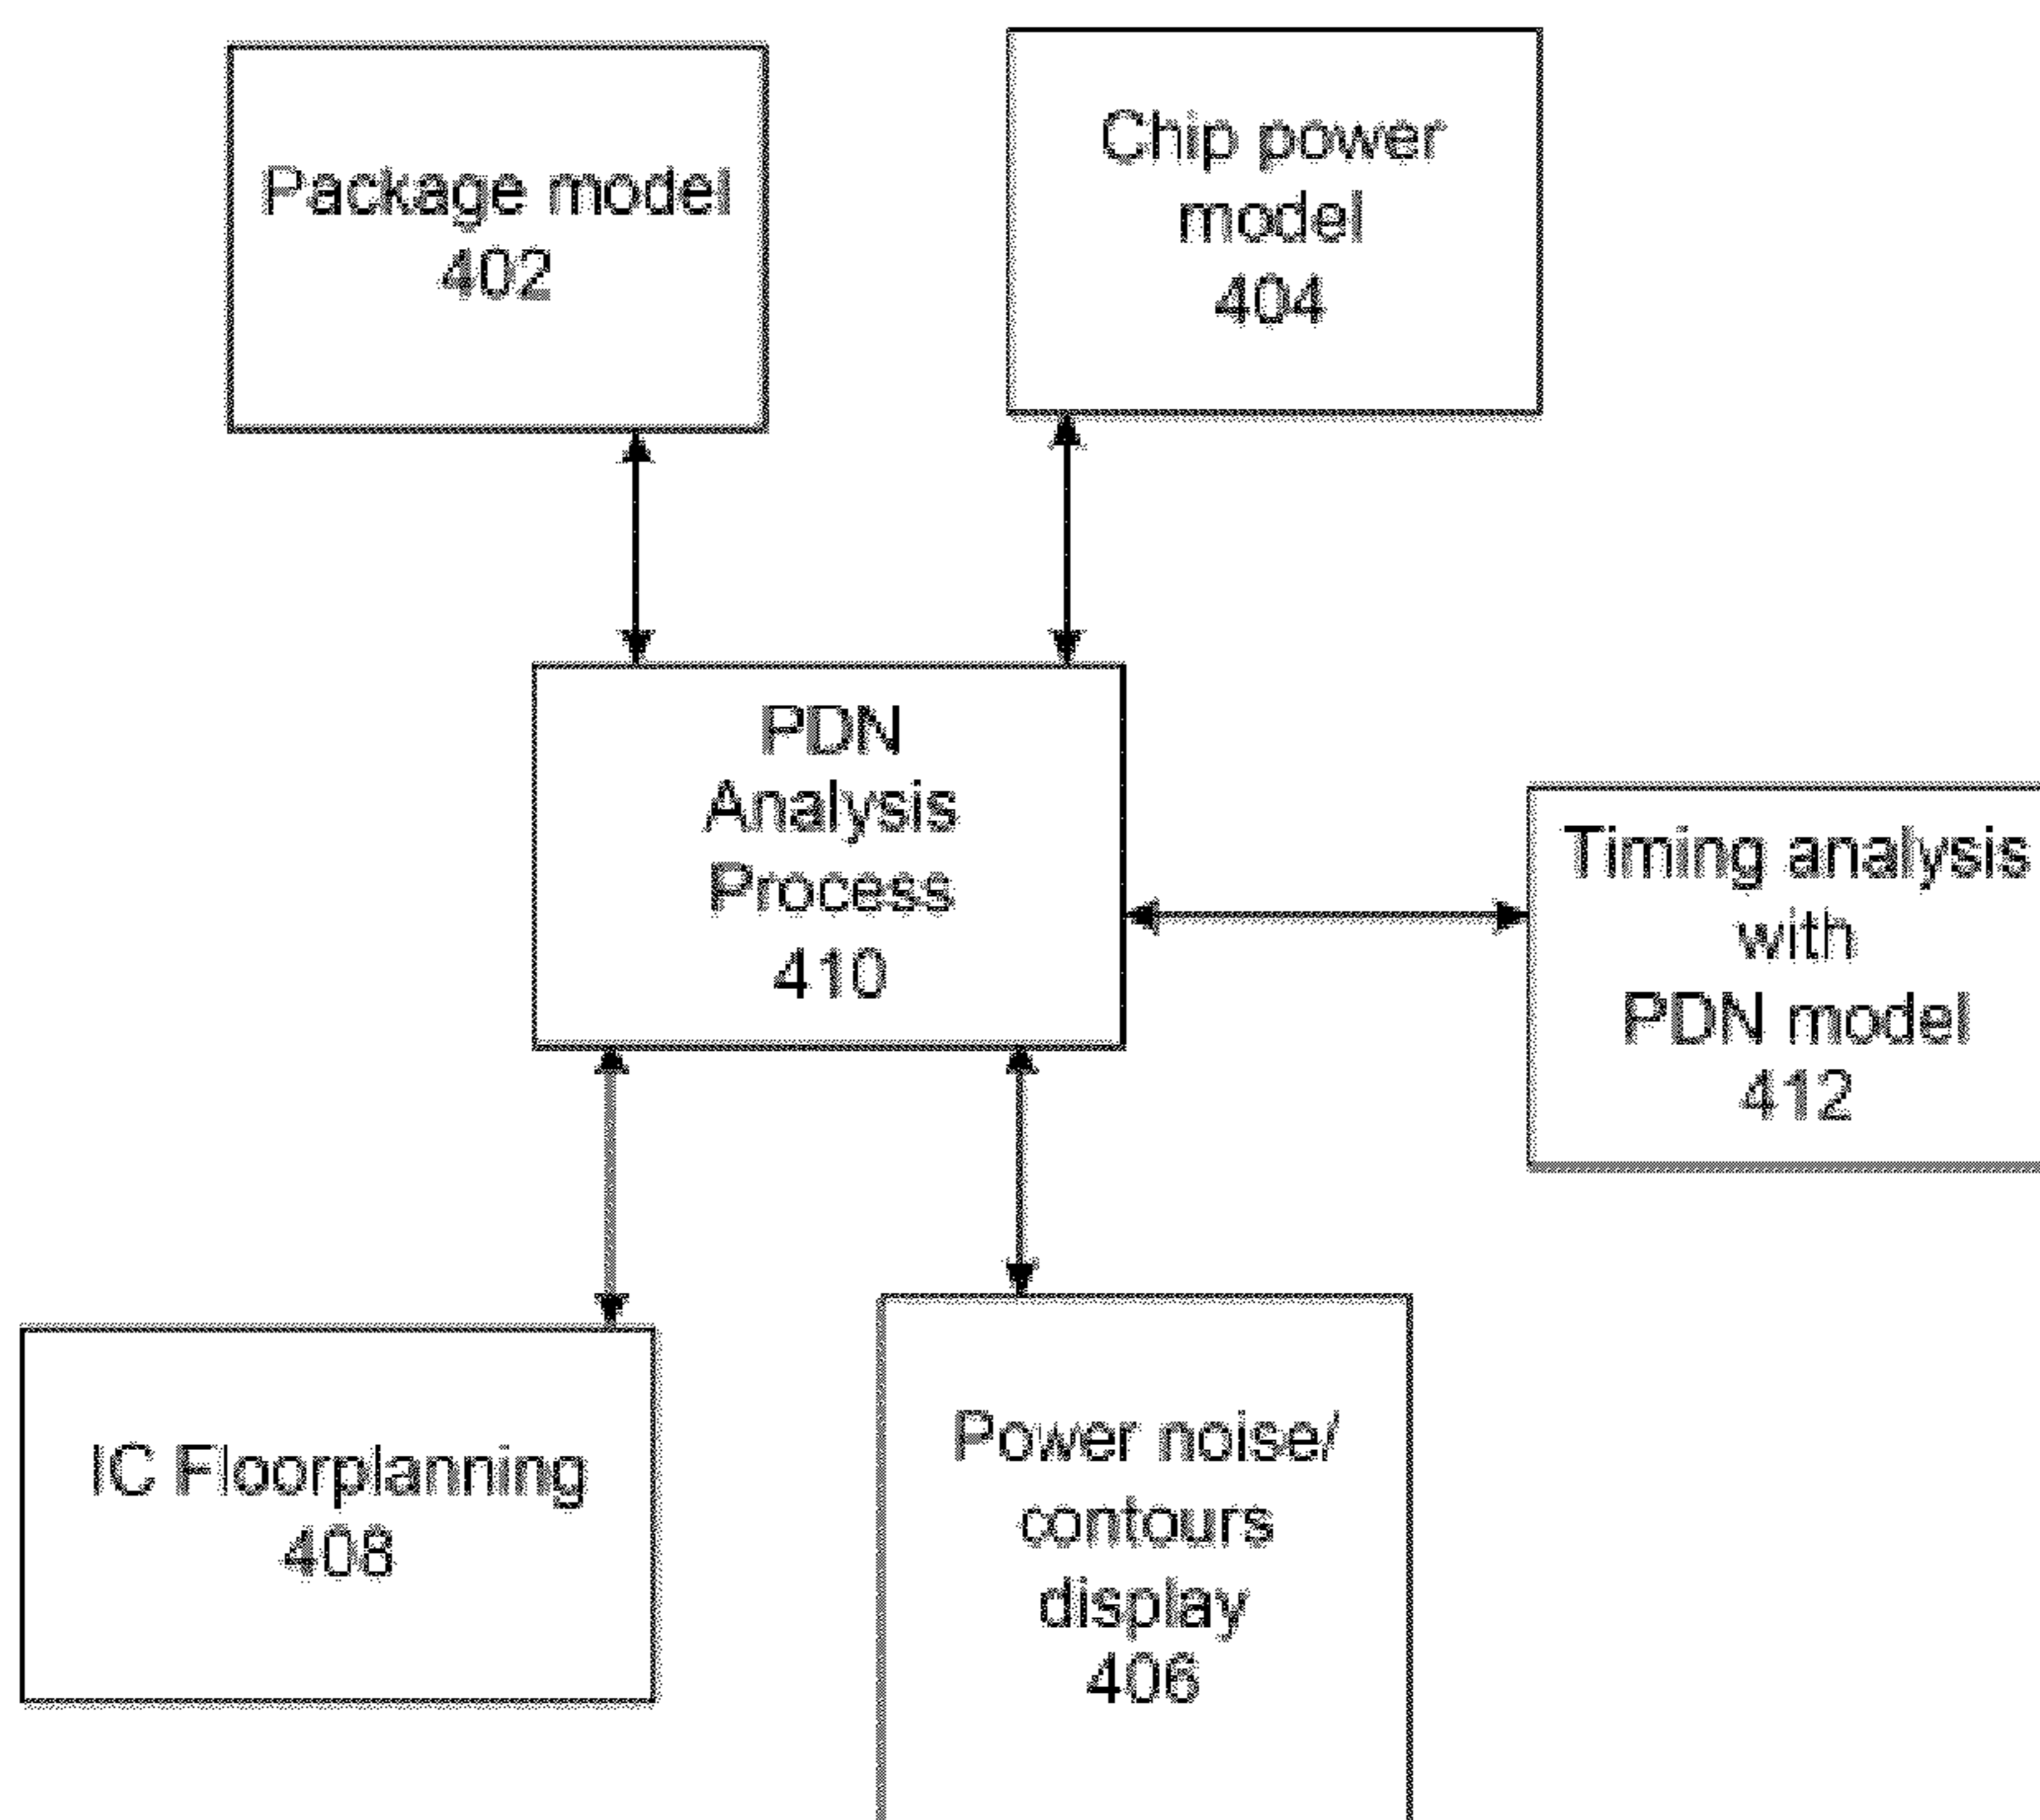 Package model
402
Chip power
model
404
PDN
Analysis
Process
410
Timing analysis
with
PDN model
412
IC Floorplanning
408
Power noise/
contours
display
406